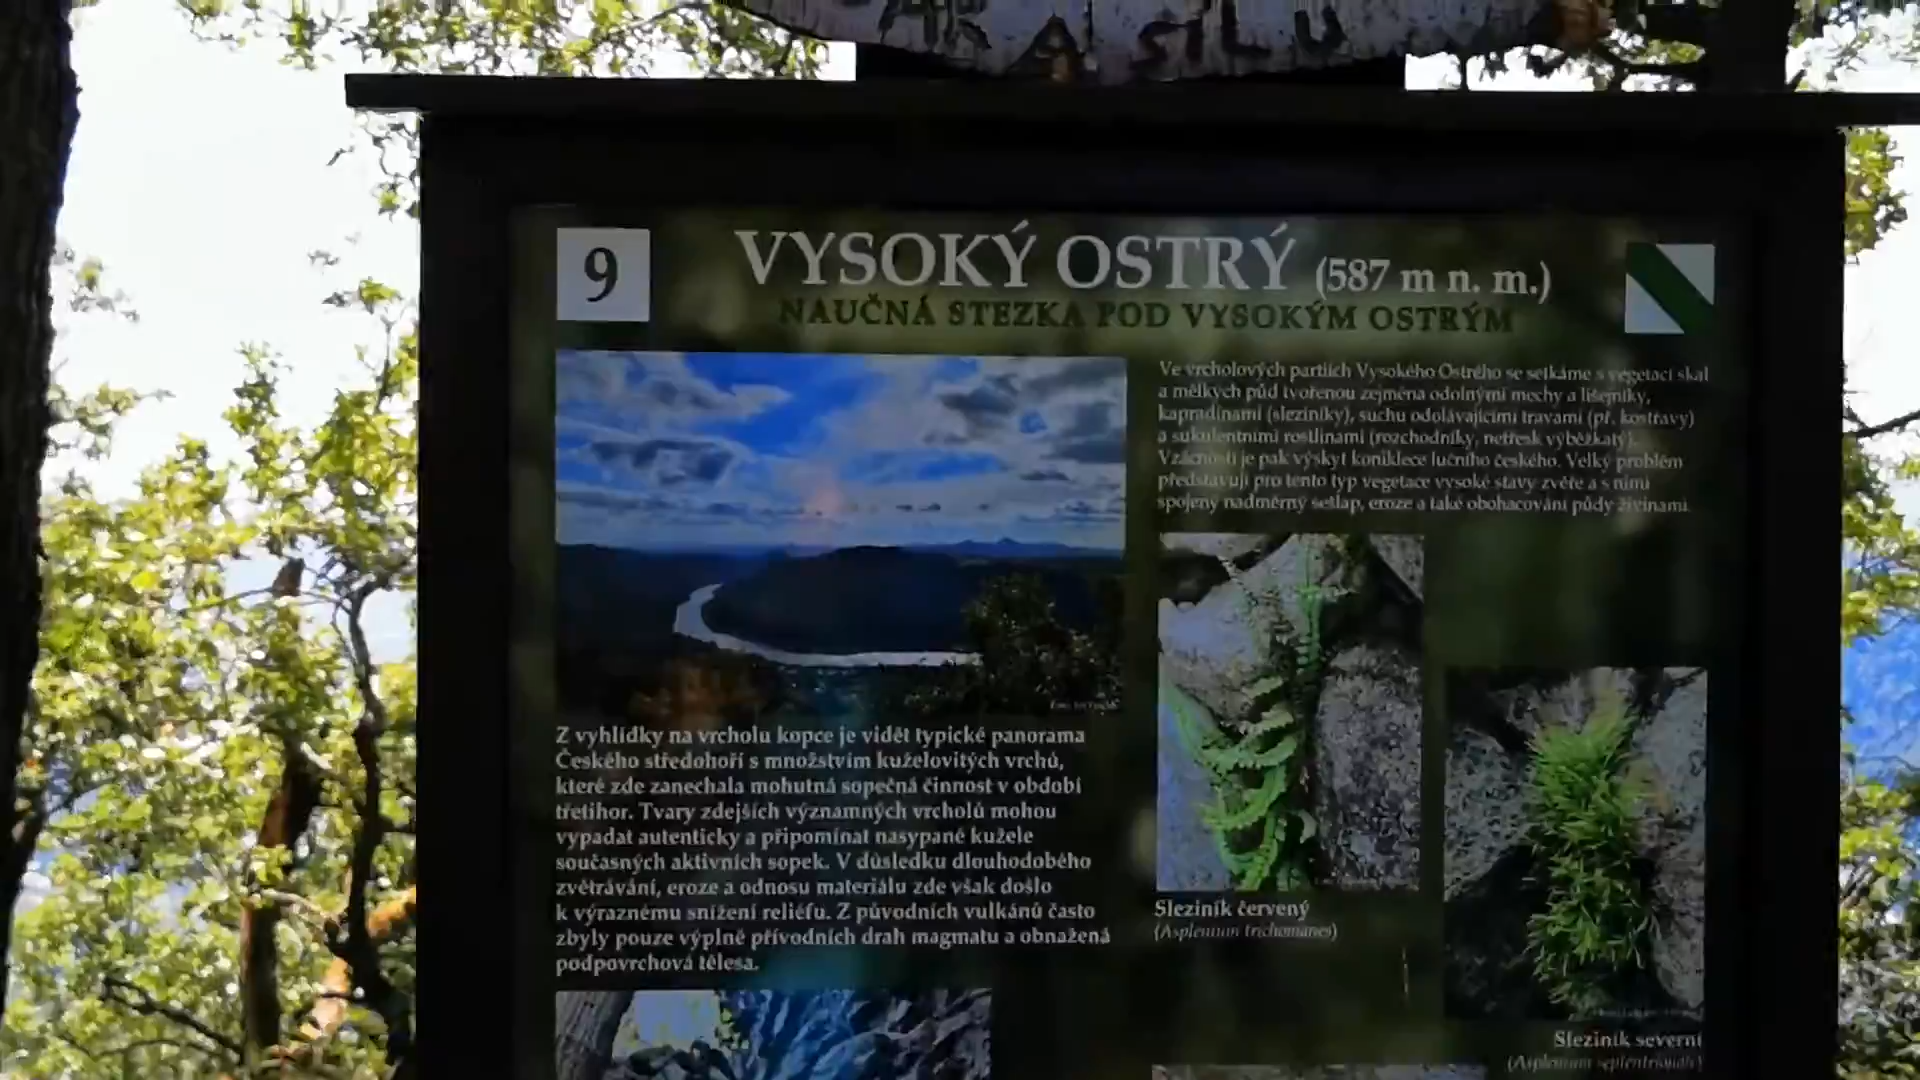 9
VYSOKÝ OSTRÝ (587 m n. m.)
NAUČNÁ STEZKA POD VYSOKÝM OSTRÝM
Z vyhlídky na vrcholu kopce je vidět typické panorama
Českého středohoří s množstvím kuželovitých vrchů,
které zde zanechala mohutná sopečná činnost v období
třetihor. Tvary zdejších významných vrcholů mohou
vypadat autenticky a připomínat nasypané kužele
současných aktivních sopek. V důsledku dlouhodobého
zvětrávání, eroze a odnosu materiálu zde však došlo
k výraznému snížení reliéfu. Z původních vulkánů často
zbyly pouze výplně přívodních drah magmatu a obnažená
podpovrchová tělesa.
Ve vrcholových partiích Vysokého Ostrého se setkáme s vegetací skal
a mělkých půd tvořenou zejména odolnými mechy a lišejníky,
kapradinami (sleziníky), suchu odolávajícími travami (př. kostřavy)
a sukulentními rostlinami (rozchodníky, netřesk výběžkatý).
Vzácností je pak výskyt koniklece lučního českého. Velký problém
představují pro tento typ vegetace vysoké stavy zvěře a s nimi
spojený nadměrný sešlap, eroze a také obohacování půdy živinami.
Sleziník červený
(Asplenium trichomanes)
Sleziník severní
(Asplenium septentrionale)